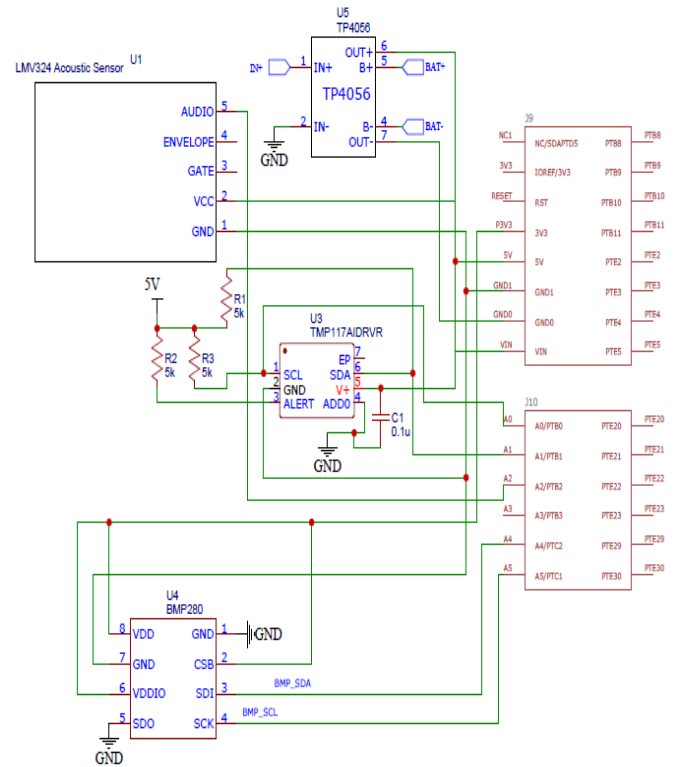 U5
TP4056
U1
LMV324 Acoustic Sensor
AUDIO 5
ENVELOPE 4
GATE 3
VCC 2
GND 1
IN+ 1 IN+
OUT+ 6
B+ 5 BAT+
TP4056
2 IN-
B- 4 BAT-
OUT- 7
GND
J9
NC1 NC/SDAPTD5 PTB8 PTB8
3V3 IOREF/3V3 PTB9 PTB9
RESET RST PTB10 PTB10
P3V3 3V3 PTB11 PTB11
5V 5V PTE2 PTE2
GND1 GND1 PTE3 PTE3
GND0 GND0 PTE4 PTE4
VIN VIN PTE5 PTE5
5V
R1
5k
R2
5k
R3
5k
U3
TMP117AIDRVR
EP 7
1 SCL SDA 6
2 GND V+ 5
3 ALERT ADD0 4
C1
0.1u
GND
J10
A0 A0/PTB0 PTE20 PTE20
A1 A1/PTB1 PTE21 PTE21
A2 A2/PTB2 PTE22 PTE22
A3 A3/PTB3 PTE23 PTE23
A4 A4/PTC2 PTE29 PTE29
A5 A5/PTC1 PTE30 PTE30
U4
BMP280
8 VDD GND 1 GND
7 GND CSB 2
6 VDDIO SDI 3 BMP_SDA
5 SDO SCK 4 BMP_SCL
GND